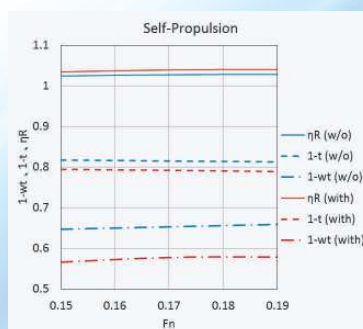 Self-Propulsion
1.1
1
0.9
0.8
0.7
0.6
0.5
1-wt 、1-t 、ηR
0.15
0.16
0.17
0.18
0.19
Fn
ηR (w/o)
1-t (w/o)
1-wt (w/o)
ηR (with)
1-t (with)
1-wt (with)